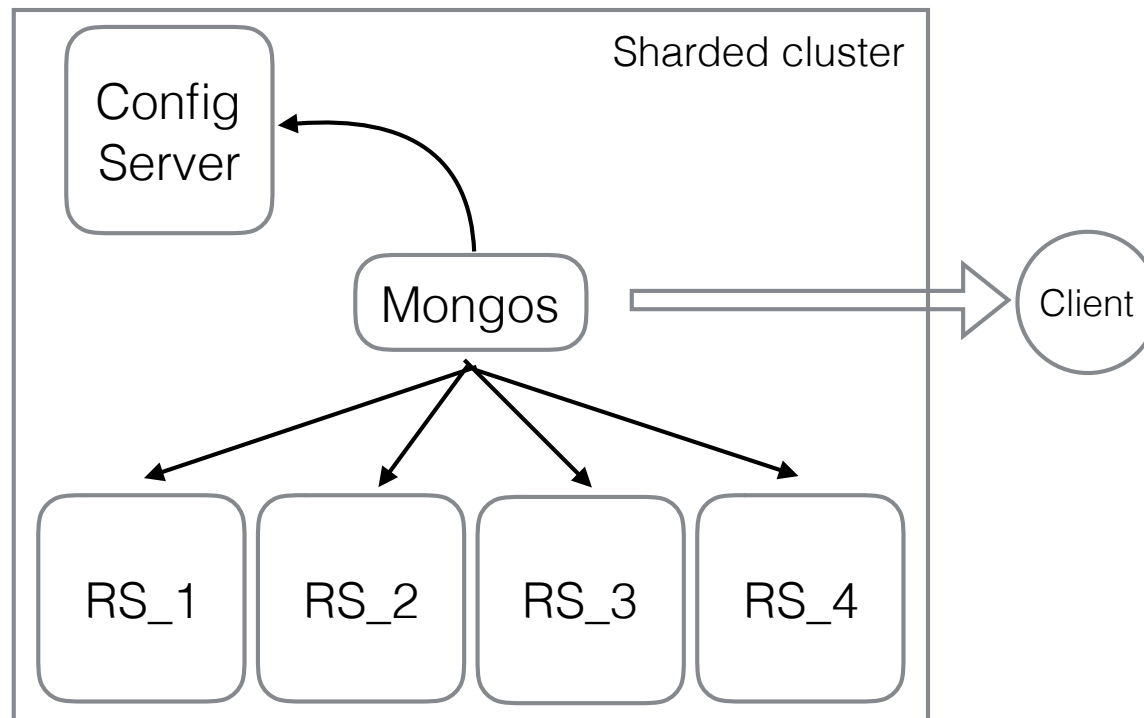 Sharded cluster
Config
Server
Mongos
Client
RS_1
RS_2
RS_3
RS_4